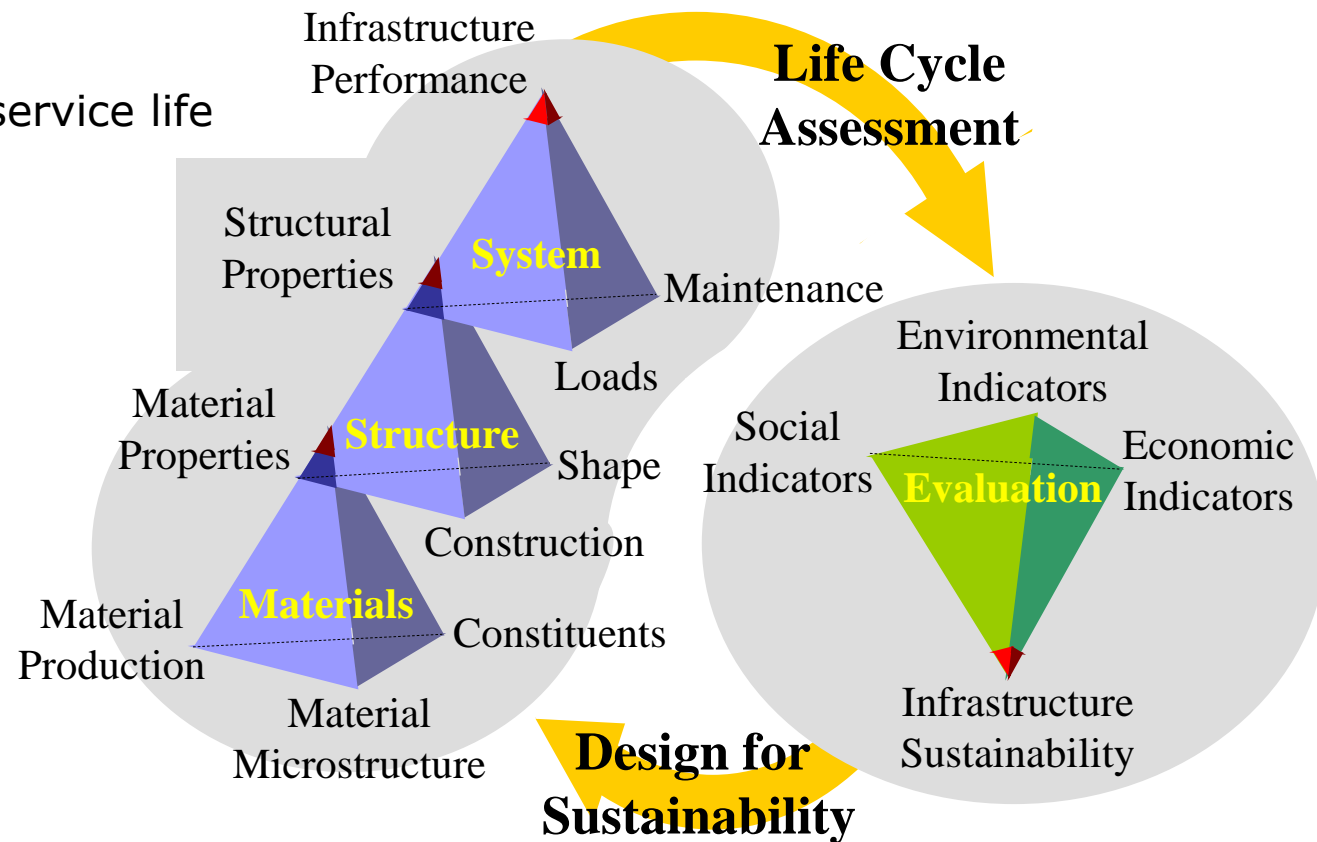 Infrastructure
Performance
Life Cycle
Assessment
service life
Structural
Properties
System
Maintenance
Loads
Material
Properties
Structure
Shape
Construction
Material
Production
Materials
Constituents
Material
Microstructure
Environmental
Indicators
Social
Indicators
Economic
Indicators
Evaluation
Infrastructure
Sustainability
Design for
Sustainability